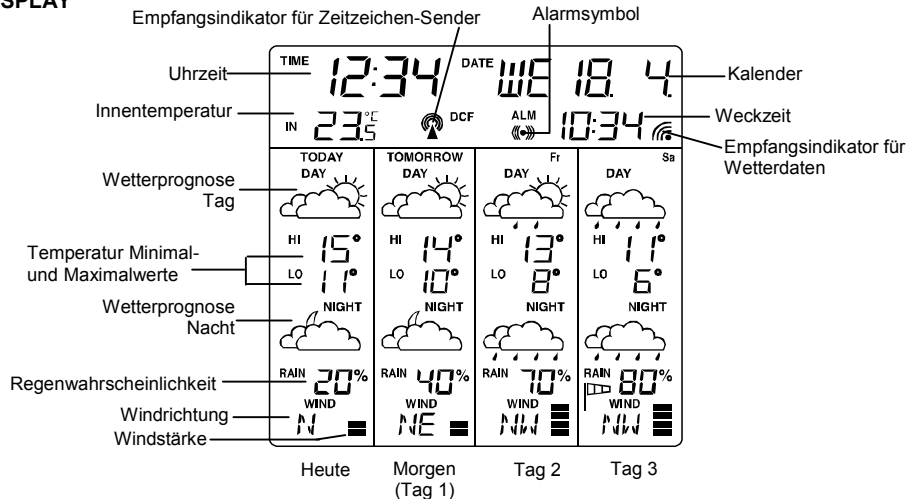 SPLAY
Empfangsindikator für Zeitzeichen-Sender
Alarmsymbol
Uhrzeit
TIME 12:34 DATE WE 18. 4.
Kalender
Innentemperatur
IN 23.5 °C DCF ALM 10:34
Weckzeit
Empfangsindikator für
Wetterdaten
TODAY TOMORROW Fr Sa
DAY DAY DAY DAY
Wetterprognose
Tag
HI 15° HI 14° HI 13° HI 11°
Temperatur Minimal-
und Maximalwerte
LO 11° LO 10° LO 8° LO 6°
Wetterprognose
Nacht
NIGHT NIGHT NIGHT NIGHT
Regenwahrscheinlichkeit
RAIN 20% RAIN 40% RAIN 70% RAIN 80%
WIND WIND WIND WIND
Windrichtung
N NE NW NW
Windstärke
Heute Morgen Tag 2 Tag 3
(Tag 1)